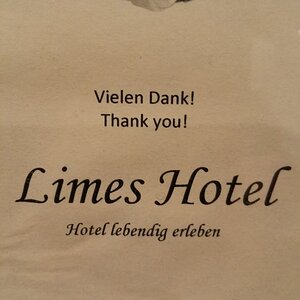 Vielen Dank!
Thank you!
Limes Hotel
Hotel lebendig erleben